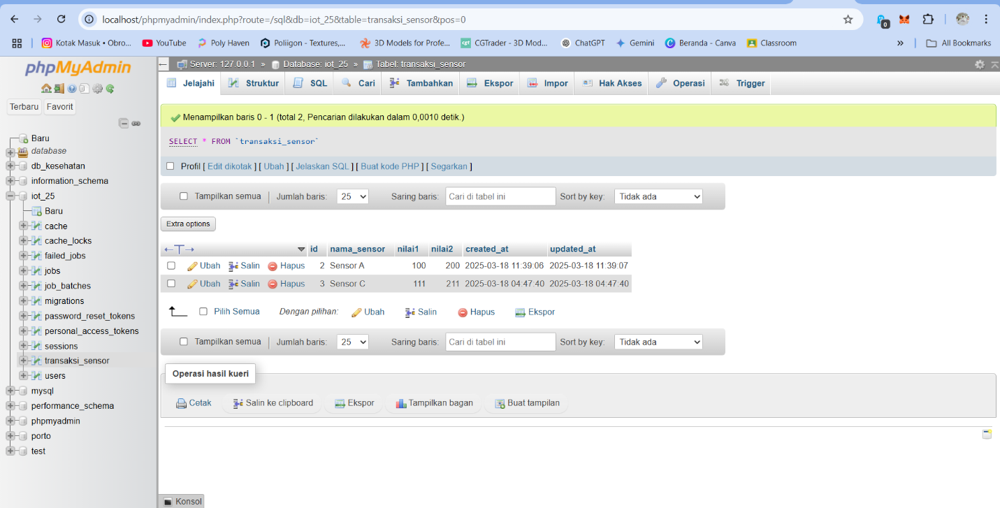 localhost/phpmyadmin/index.php?route=/sql&db=iot_25&table=transaksi_sensor&pos=0
0
Kotak Masuk • Obro... YouTube Poly Haven Poliigon - Textures,... 3D Models for Profe... CGTrader - 3D Mod... ChatGPT Gemini Beranda - Canva Classroom » All Bookmarks
phpMyAdmin
Terbaru Favorit
Baru
database
db_kesehatan
information_schema
iot_25
Baru
cache
cache_locks
failed_jobs
jobs
job_batches
migrations
password_reset_tokens
personal_access_tokens
sessions
transaksi_sensor
users
mysql
performance_schema
phpmyadmin
porto
test
Server: 127.0.0.1 » Database: iot_25 » Tabel: transaksi_sensor
Jelajahi Struktur SQL Cari Tambahkan Ekspor Impor Hak Akses Operasi Trigger
Menampilkan baris 0 - 1 (total 2, Pencarian dilakukan dalam 0,0010 detik.)
SELECT * FROM `transaksi_sensor`
Profil [ Edit dikotak ] [ Ubah ] [ Jelaskan SQL ] [ Buat kode PHP ] [ Segarkan ]
Tampilkan semua Jumlah baris: 25 Saring baris: Cari di tabel ini Sort by key: Tidak ada
Extra options
←T→ id nama_sensor nilai1 nilai2 created_at updated_at
Ubah Salin Hapus 2 Sensor A 100 200 2025-03-18 11:39:06 2025-03-18 11:39:07
Ubah Salin Hapus 3 Sensor C 111 211 2025-03-18 04:47:40 2025-03-18 04:47:40
Pilih Semua Dengan pilihan: Ubah Salin Hapus Ekspor
Tampilkan semua Jumlah baris: 25 Saring baris: Cari di tabel ini Sort by key: Tidak ada
Operasi hasil kueri
Cetak Salin ke clipboard Ekspor Tampilkan bagan Buat tampilan
Konsol